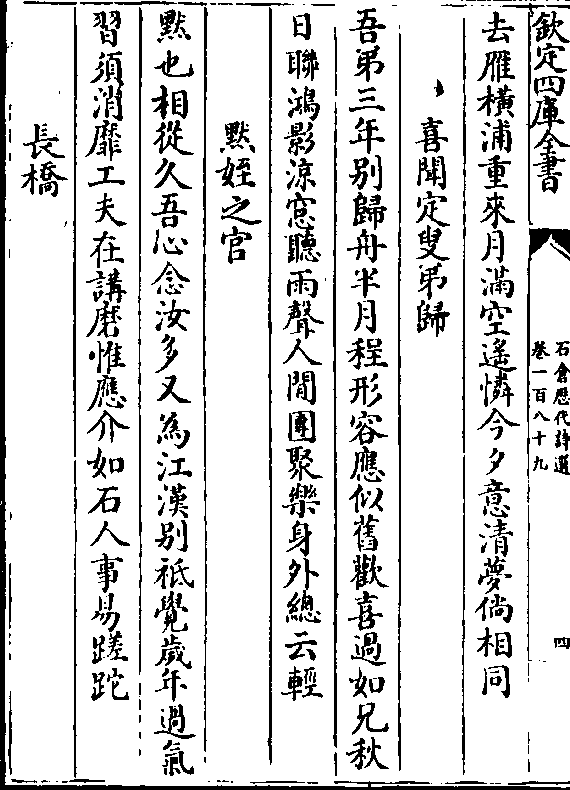 欽定四庫全書
石倉歴代詩選
卷一百八十九
四
去雁橫浦重來月滿空遙憐今夕意清夢倘相同
喜聞定叟弟歸
吾弟三年别歸舟半月程形容應似舊歡喜過如兄秋
日聯鴻影涼窓聽雨聲人間團聚樂身外總云輕
黙姪之官
黙也相從久吾心念汝多又為江漢别祇覺歲年過氣
習須消靡工夫在講磨惟應介如石人事易蹉跎
長橋